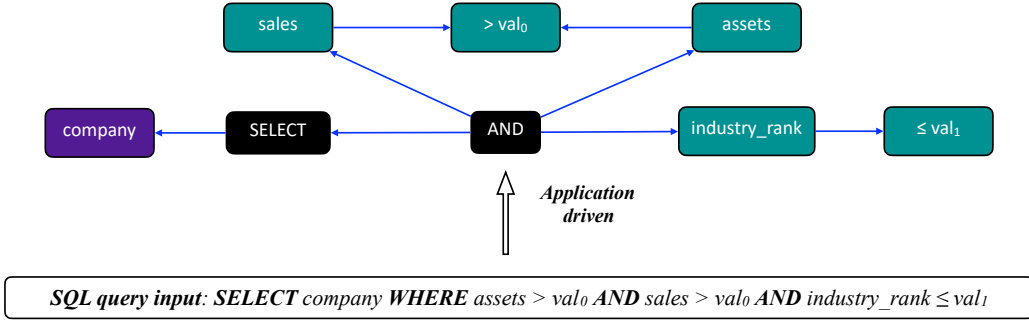 sales > val₀ assets
company SELECT AND industry_rank ≤ val₁
Application
driven
SQL query input: SELECT company WHERE assets > val₀ AND sales > val₀ AND industry_rank ≤ val₁